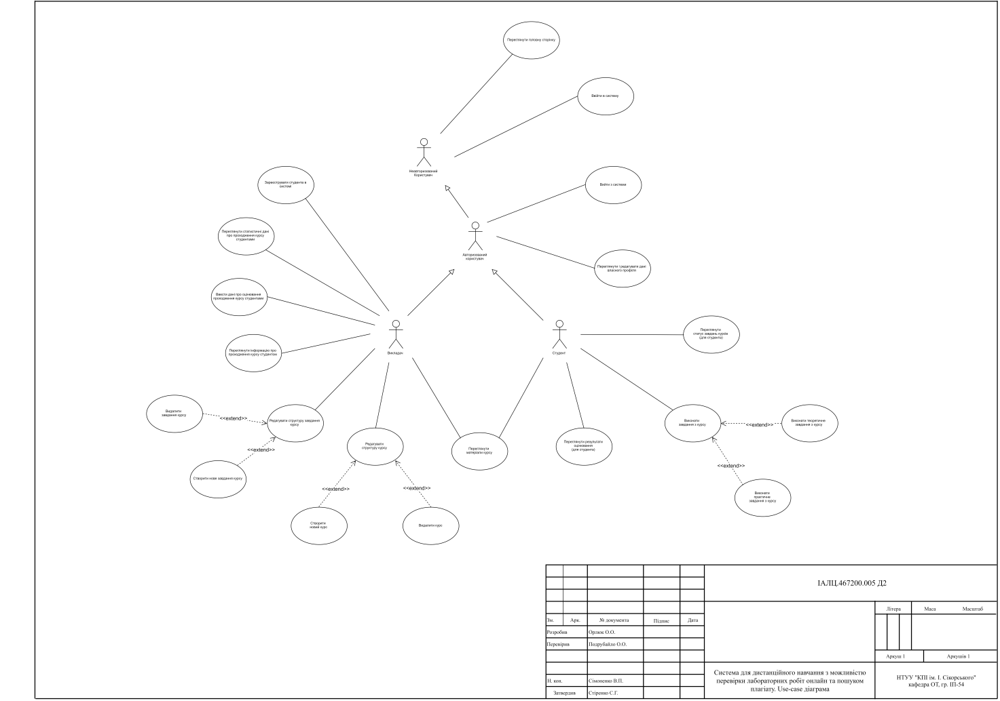 Переглянути головну сторінку
Ввійти в систему
Неавторизований
Користувач
Зареєструвати студента в
системі
Вийти з системи
Переглянути статистичні дані
про проходження курсу
студентами
Авторизований
користувач
Переглянути і редагувати дані
власного профіля
Ввести дані про оцінювання
проходження курсу студентами
Переглянути
статус завдань курсів
(для студента)
Переглянути інформацію про
проходження курсу студентом
Викладач
Студент
Видалити
завдання курсу
<<extend>>
Редагувати структуру завдання
курсу
Виконати
завдання з курсу
<<extend>>
Виконати теоретичне
завдання з курсу
<<extend>>
Редагувати
структуру курсу
Переглянути
матеріали курсу
Переглянути результати
оцінювання
(для студента)
<<extend>>
Створити нове завдання курсу
<<extend>>
<<extend>>
Виконати
практичне
завдання з курсу
Створити
новий курс
Видалити курс
ІАЛЦ.467200.005 Д2
Літера Маса Масштаб
Зм. Арк. № документа Підпис Дата
Розробив Орлюк О.О.
Перевірив Подрубайло О.О.
Аркуш 1 Аркушів 1
Н. кон. Сімоненко В.П.
Затвердив Стіренко С.Г.
Система для дистанційного навчання з можливістю
перевірки лабораторних робіт онлайн та пошуком
плагіату. Use-case діаграма
НТУУ "КПІ ім. І. Сікорського"
кафедра ОТ, гр. ІП-54